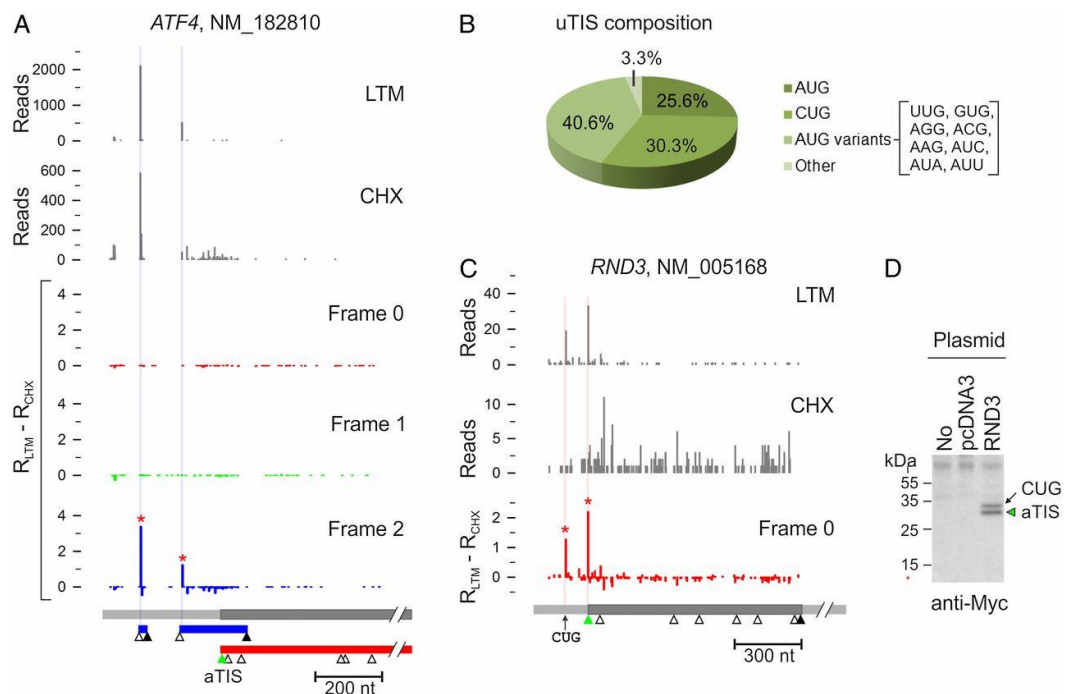 A
ATF4, NM_182810
2000
1000
0
Reads
LTM
600
400
200
0
Reads
CHX
4
2
0
Frame 0
4
2
0
Frame 1
4
2
0
Frame 2
R_LTM - R_CHX
*
*
aTIS
200 nt
B
uTIS composition
3.3%
25.6%
40.6%
30.3%
AUG
CUG
AUG variants
Other
UUG, GUG,
AGG, ACG,
AAG, AUC,
AUA, AUU
C
RND3, NM_005168
40
20
0
Reads
LTM
10
5
0
Reads
CHX
2
1
0
R_LTM - R_CHX
Frame 0
*
*
CUG
300 nt
D
Plasmid
No
pcDNA3
RND3
kDa
55
35
25
15
CUG
aTIS
anti-Myc